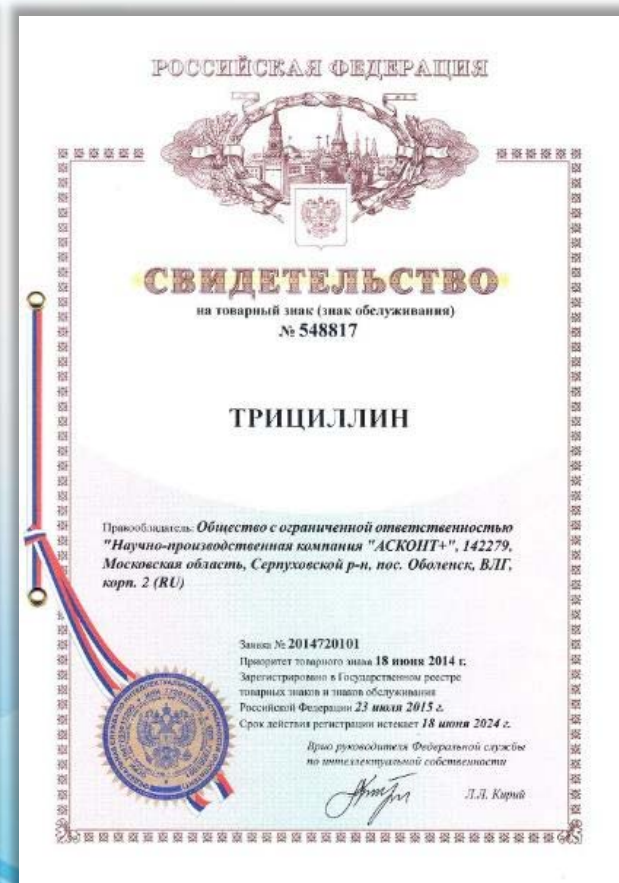 РОССИЙСКАЯ ФЕДЕРАЦИЯ
СВИДЕТЕЛЬСТВО
на товарный знак (знак обслуживания)
№ 548817
ТРИЦИЛЛИН
Правообладатель: Общество с ограниченной ответственностью
"Научно-производственная компания "АСКОНТ+", 142279,
Московская область, Серпуховской р-н, пос. Оболенск, ВЛГ,
корп. 2 (RU)
Заявка № 2014720101
Приоритет товарного знака 18 июня 2014 г.
Зарегистрировано в Государственном реестре
товарных знаков и знаков обслуживания
Российской Федерации 23 июля 2015 г.
Срок действия регистрации истекает 18 июня 2024 г.
Врио руководителя Федеральной службы
по интеллектуальной собственности
Л.Л. Кирий